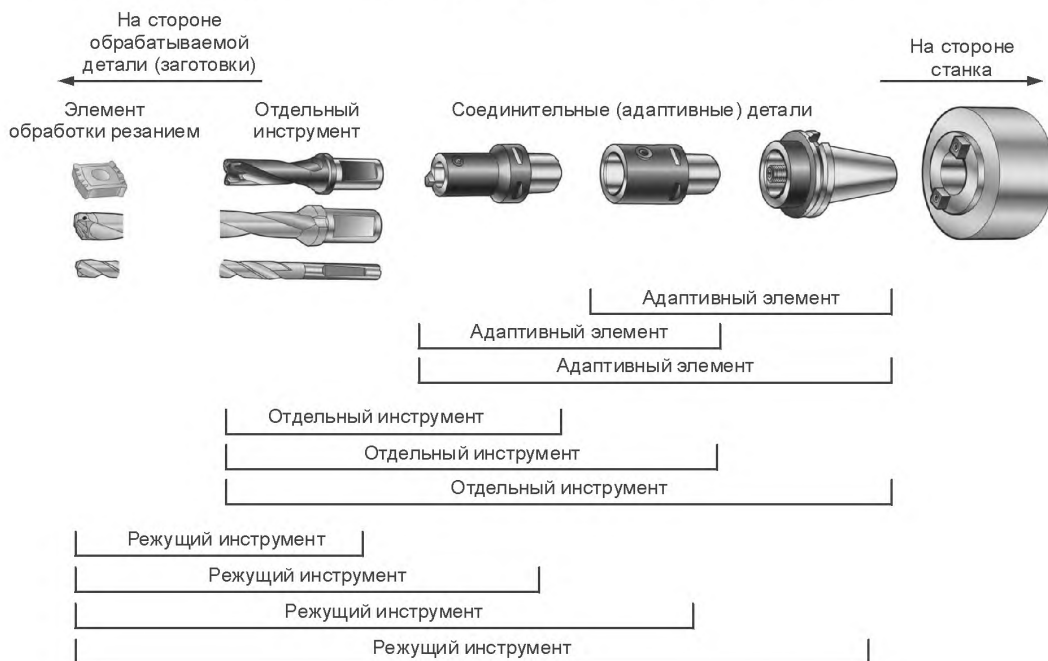 На стороне
обрабатываемой
детали (заготовки)
На стороне
станка
Элемент
обработки резанием
Отдельный
инструмент
Соединительные (адаптивные) детали
Адаптивный элемент
Адаптивный элемент
Адаптивный элемент
Отдельный инструмент
Отдельный инструмент
Отдельный инструмент
Режущий инструмент
Режущий инструмент
Режущий инструмент
Режущий инструмент